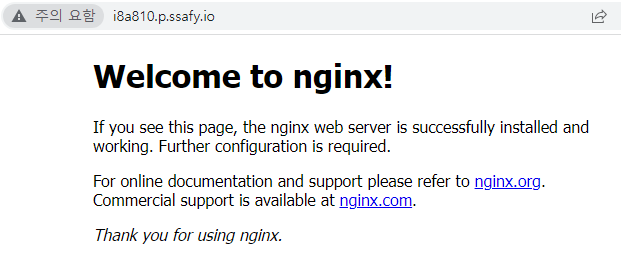 주의 요함 i8a810.p.ssafy.io
Welcome to nginx!
If you see this page, the nginx web server is successfully installed and
working. Further configuration is required.
For online documentation and support please refer to nginx.org.
Commercial support is available at nginx.com.
Thank you for using nginx.